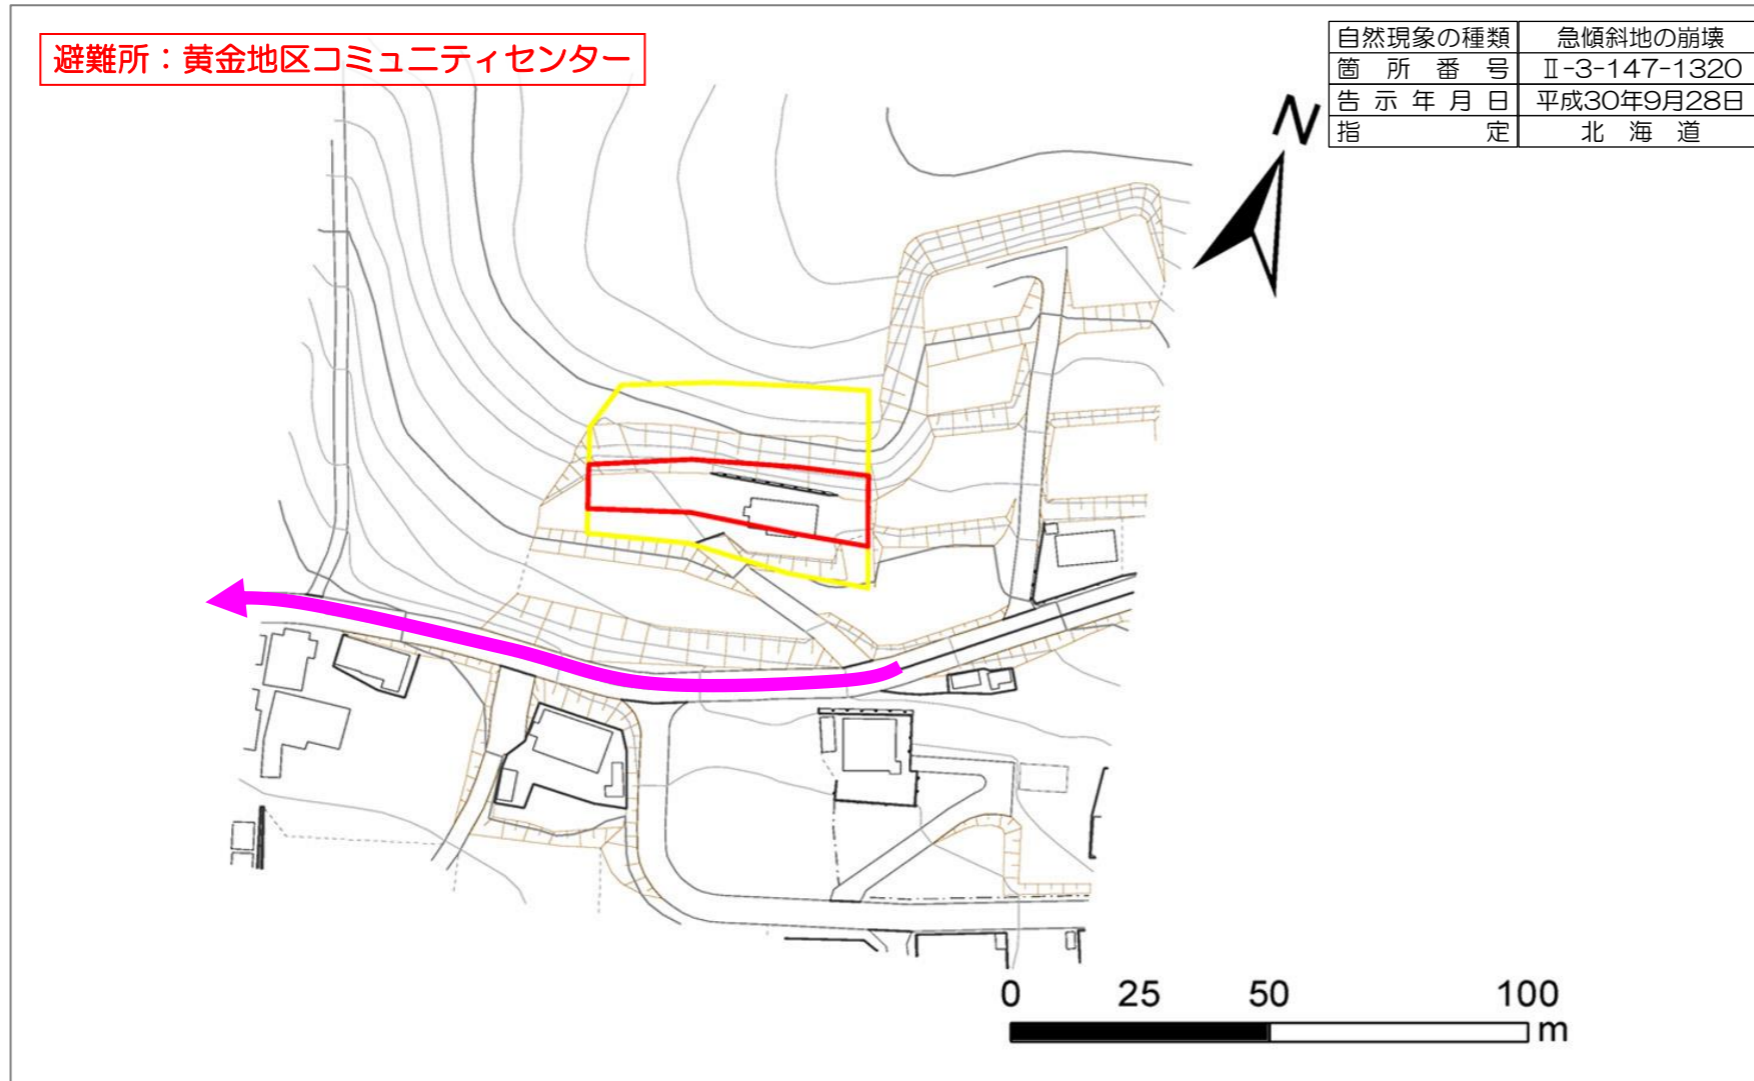 避難所：黄金地区コミュニティセンター
自然現象の種類 急傾斜地の崩壊
箇所番号 Ⅱ-3-147-1320
告示年月日 平成30年9月28日
指定 北海道
N
0 25 50 100
m